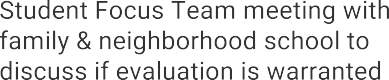 Student Focus Team meeting with
family & neighborhood school to
discuss if evaluation is warranted